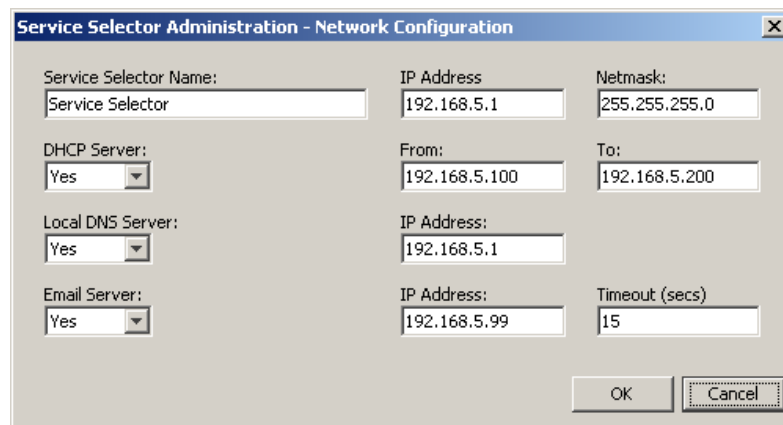 Service Selector Administration - Network Configuration
Service Selector Name: IP Address Netmask:
Service Selector 192.168.5.1 255.255.255.0
DHCP Server: From: To:
Yes 192.168.5.100 192.168.5.200
Local DNS Server: IP Address:
Yes 192.168.5.1
Email Server: IP Address: Timeout (secs)
Yes 192.168.5.99 15
OK Cancel